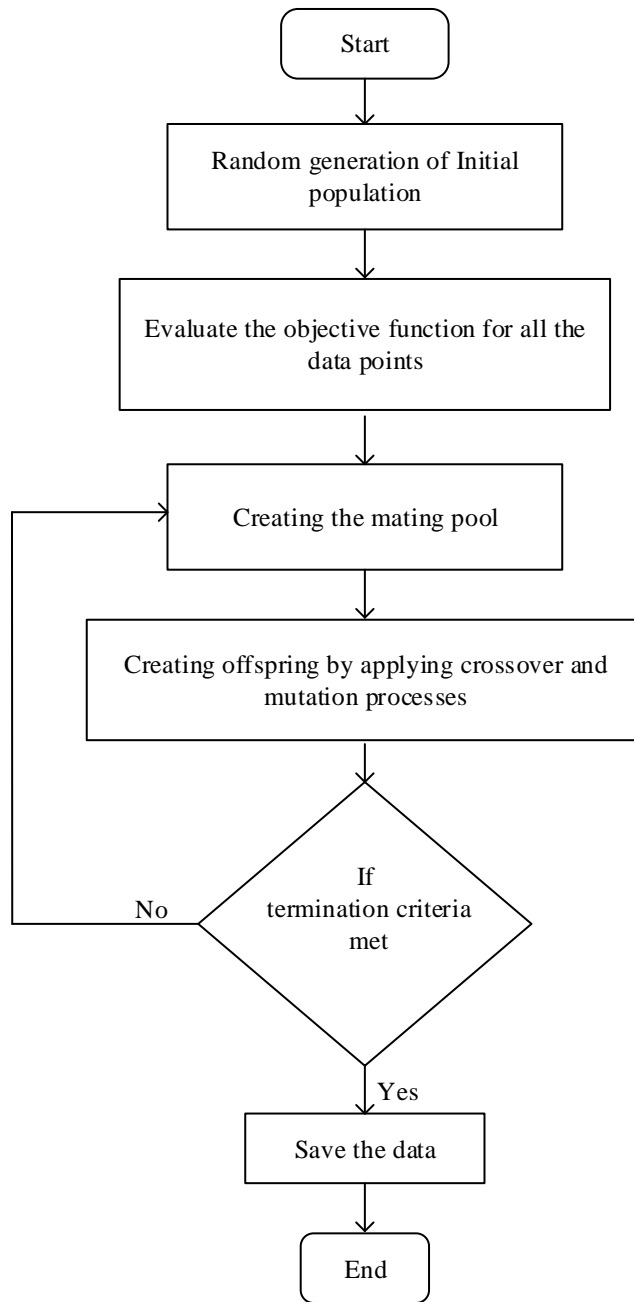 Start
Random generation of Initial
population
Evaluate the objective function for all the
data points
Creating the mating pool
Creating offspring by applying crossover and
mutation processes
If
termination criteria
met
No
Yes
Save the data
End